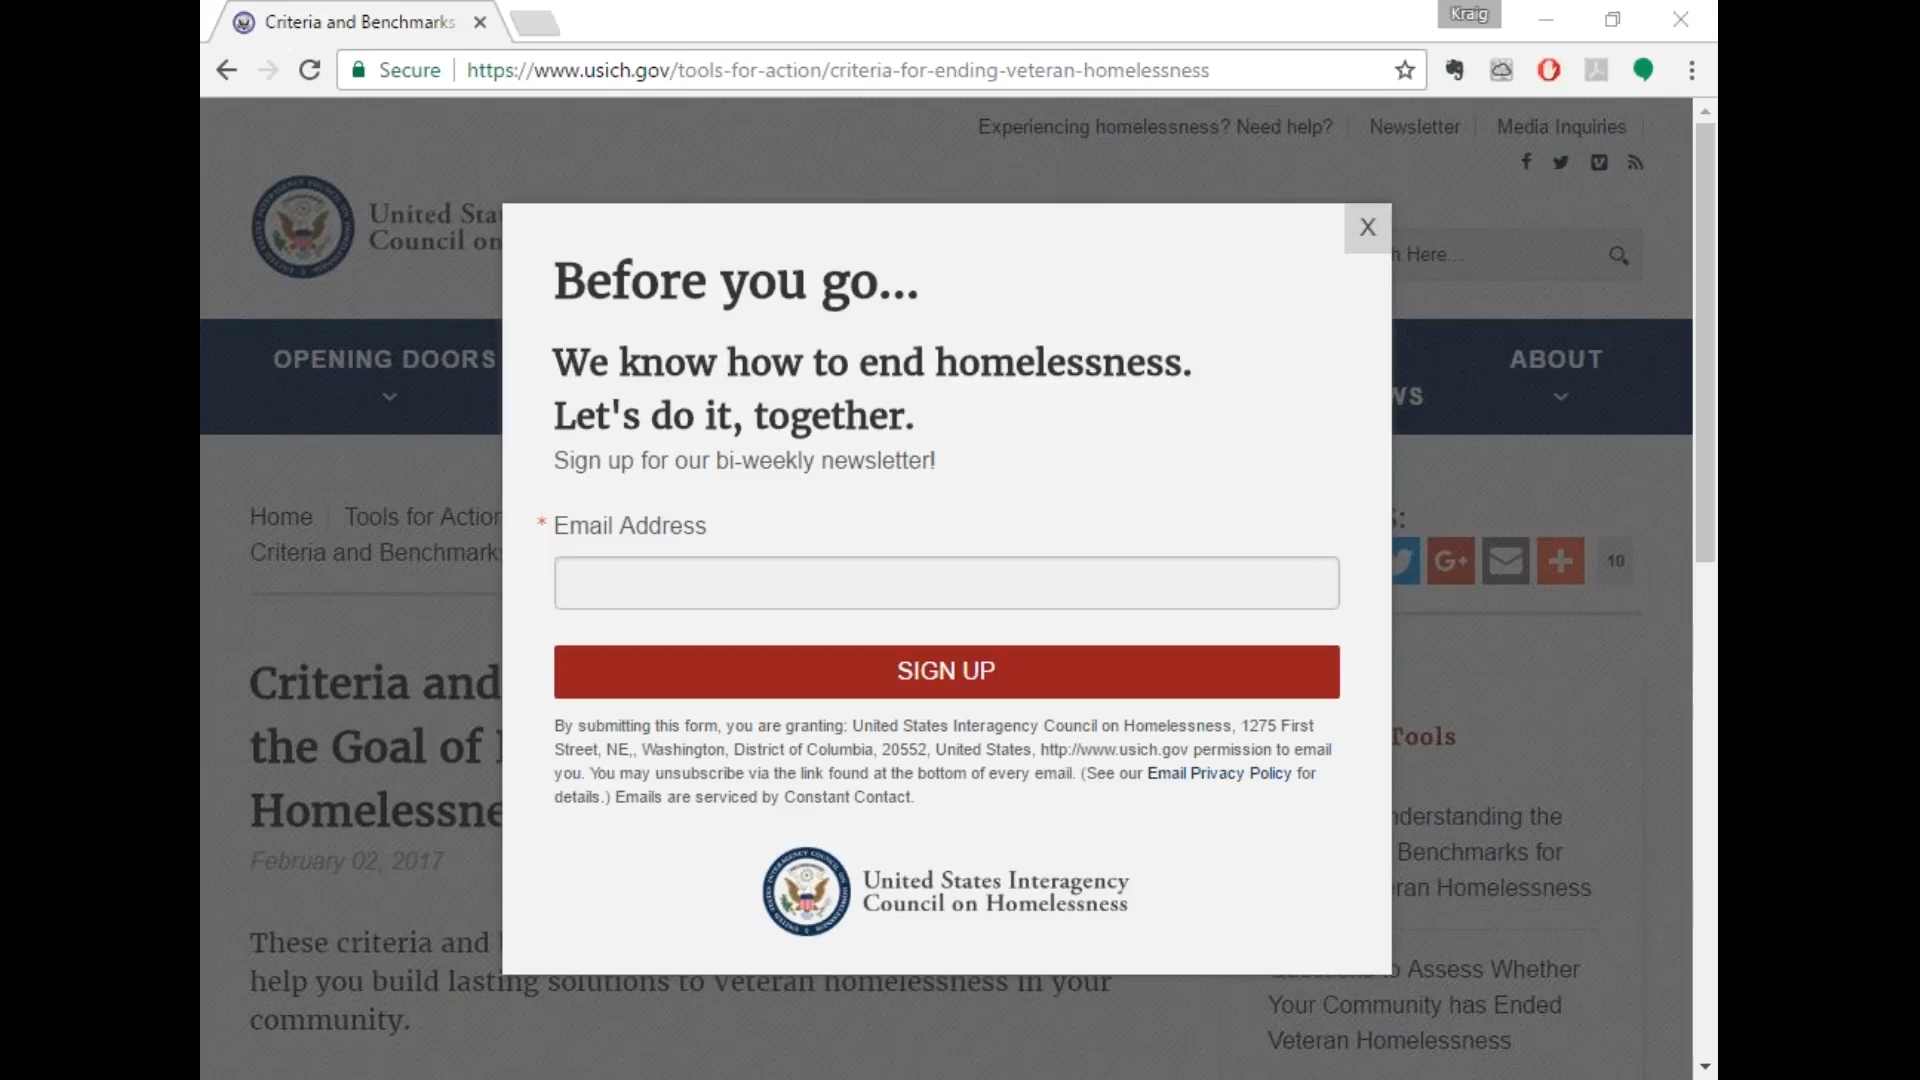 Criteria and Benchmarks
Kraig
Secure
https://www.usich.gov/tools-for-action/criteria-for-ending-veteran-homelessness
Experiencing homelessness? Need help?
Newsletter
Media Inquiries
United
Council on
Here...
OPENING DOORS
ABOUT
Before you go...
We know how to end homelessness.
Let's do it, together.
Sign up for our bi-weekly newsletter!
* Email Address
SIGN UP
By submitting this form, you are granting: United States Interagency Council on Homelessness, 1275 First
Street, NE,, Washington, District of Columbia, 20552, United States, http://www.usich.gov permission to email
you. You may unsubscribe via the link found at the bottom of every email. (See our Email Privacy Policy for
details.) Emails are serviced by Constant Contact.
United States Interagency
Council on Homelessness
Home
Tools for Action
Criteria and Benchmarks
G+
10
Criteria and
the Goal of
February 02, 2017
These criteria and
help you build lasting solutions to Veteran homelessness in your
community.
Tools
the
Benchmarks for
Homelessness
to Assess Whether
Your Community has Ended
Veteran Homelessness